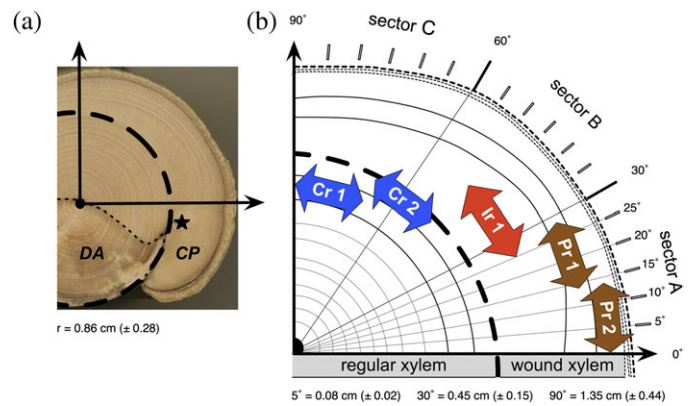 (a)
DA
CP
r = 0.86 cm (± 0.28)
(b)
90°
sector C
60°
sector B
30°
25°
20°
sector A
15°
10°
5°
0°
Cr 1
Cr 2
Ir 1
Pr 1
Pr 2
regular xylem
wound xylem
5° = 0.08 cm (± 0.02) 30° = 0.45 cm (± 0.15) 90° = 1.35 cm (± 0.44)